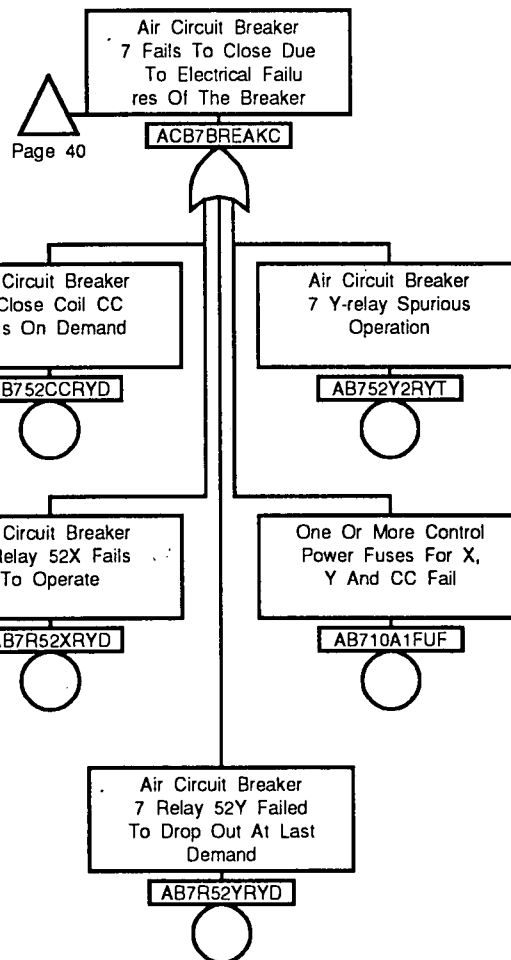 Air Circuit Breaker
7 Fails To Close Due
To Electrical Failu
res Of The Breaker
Page 40
ACB7BREAKC
Circuit Breaker
Close Coil CC
s On Demand
B752CCRYD
Air Circuit Breaker
7 Y-relay Spurious
Operation
AB752Y2RYT
Circuit Breaker
Relay 52X Fails
To Operate
AB7R52XRYD
One Or More Control
Power Fuses For X,
Y And CC Fail
AB710A1FUF
Air Circuit Breaker
7 Relay 52Y Failed
To Drop Out At Last
Demand
AB7R52YRYD